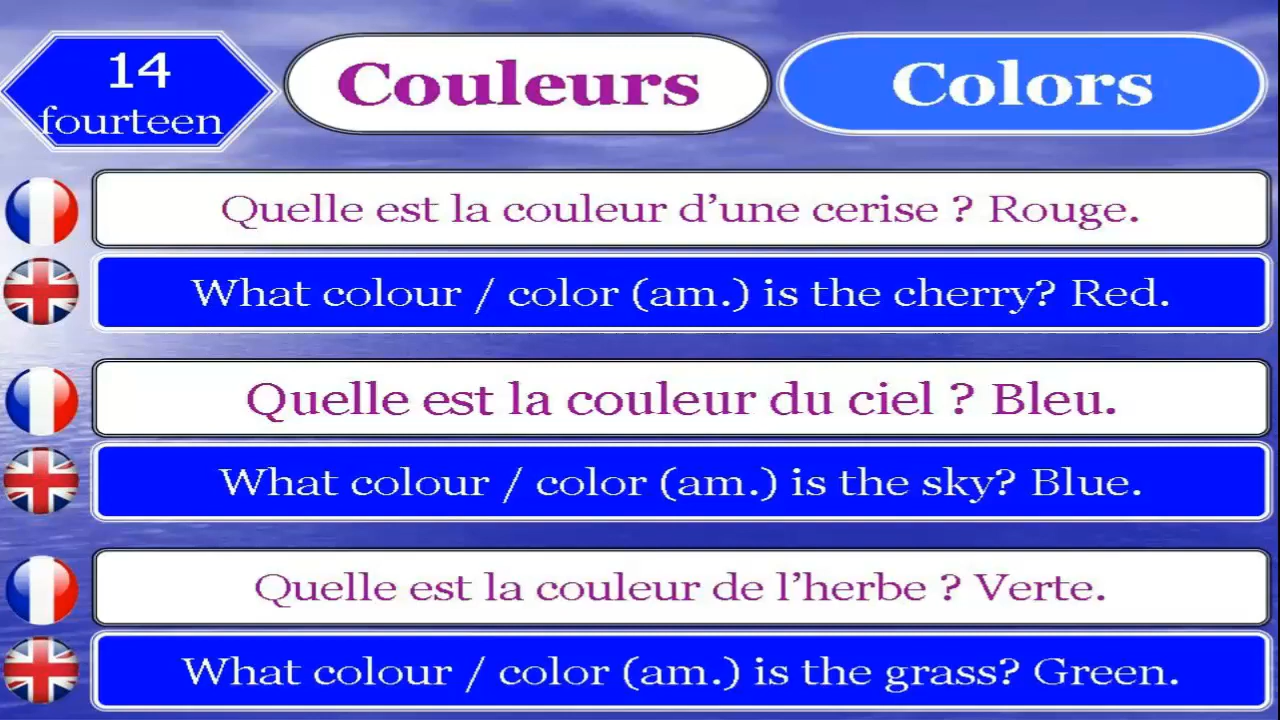 14
fourteen
Couleurs
Colors
Quelle est la couleur d’une cerise ? Rouge.
What colour / color (am.) is the cherry? Red.
Quelle est la couleur du ciel ? Bleu.
What colour / color (am.) is the sky? Blue.
Quelle est la couleur de l’herbe ? Verte.
What colour / color (am.) is the grass? Green.